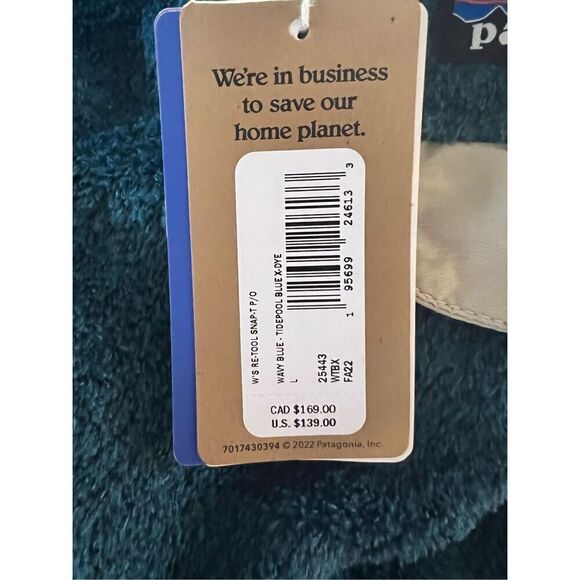 We're in business
to save our
home planet.
W'S RE-TOOL SNAP-T P/O
WAVY BLUE - TIDEPOOL BLUE X-DYE
L
25443
WTBX
FA22
1 95699 24613 3
CAD $169.00
U.S. $139.00
7017430394 © 2022 Patagonia, Inc.
pa